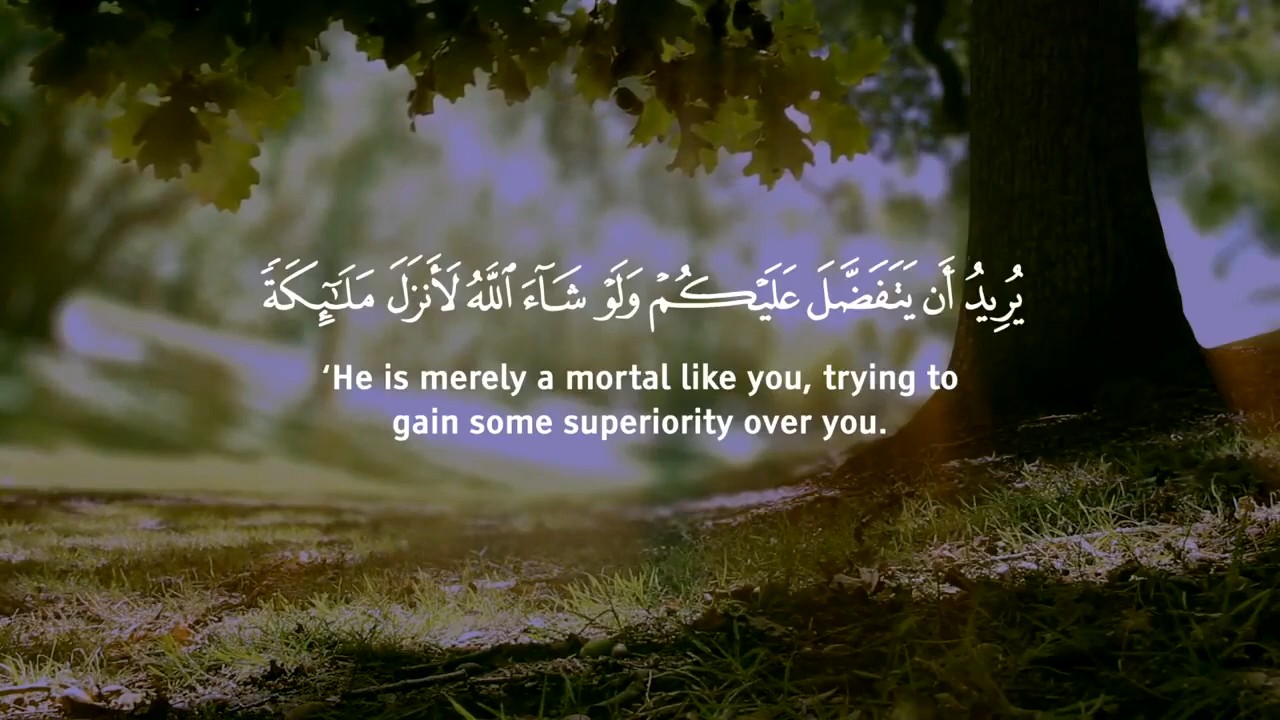 يُرِيدُ أَن يَتَفَضَّلَ عَلَيْكُمْ وَلَوْ شَآءَ ٱللَّهُ لَأَنزَلَ مَلَـٰٓئِكَةً
‘He is merely a mortal like you, trying to
gain some superiority over you.